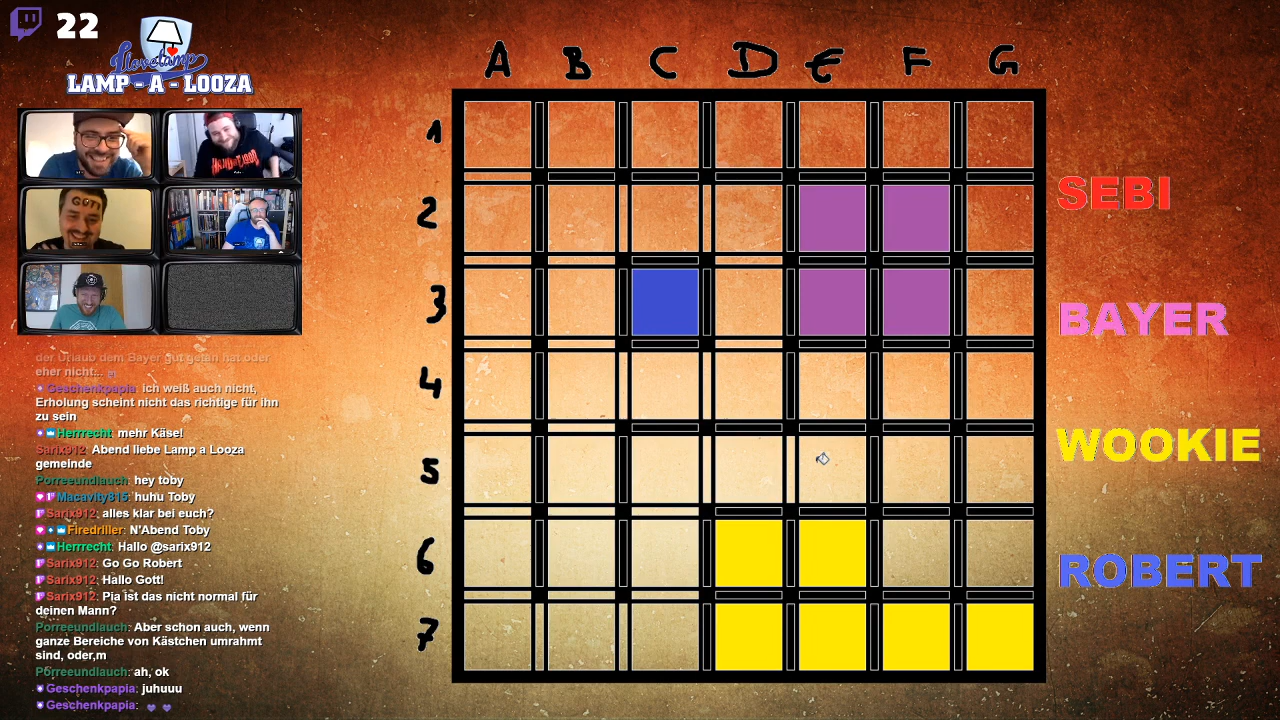 22
Ilovelamp
LAMP - A - LOOZA
A B C D E F G
1
2
3
4
5
6
7
SEBI
BAYER
WOOKIE
ROBERT
GOTT
der Urlaub dem Bayer gut getan hat oder
eher nicht...
Geschenkpapia: ich weiß auch nicht,
Erholung scheint nicht das richtige für ihn
zu sein
Herrrecht: mehr Käse!
Sarix912: Abend liebe Lamp a Looza
gemeinde
Porreeundlauch: hey toby
Macavity815: huhu Toby
Sarix912: alles klar bei euch?
Firedriller: N'Abend Toby
Herrrecht: Hallo @sarix912
Sarix912: Go Go Robert
Sarix912: Hallo Gott!
Sarix912: Pia ist das nicht normal für
deinen Mann?
Porreeundlauch: Aber schon auch, wenn
ganze Bereiche von Kästchen umrahmt
sind, oder,m
Porreeundlauch: ah, ok
Geschenkpapia: juhuuu
Geschenkpapia: